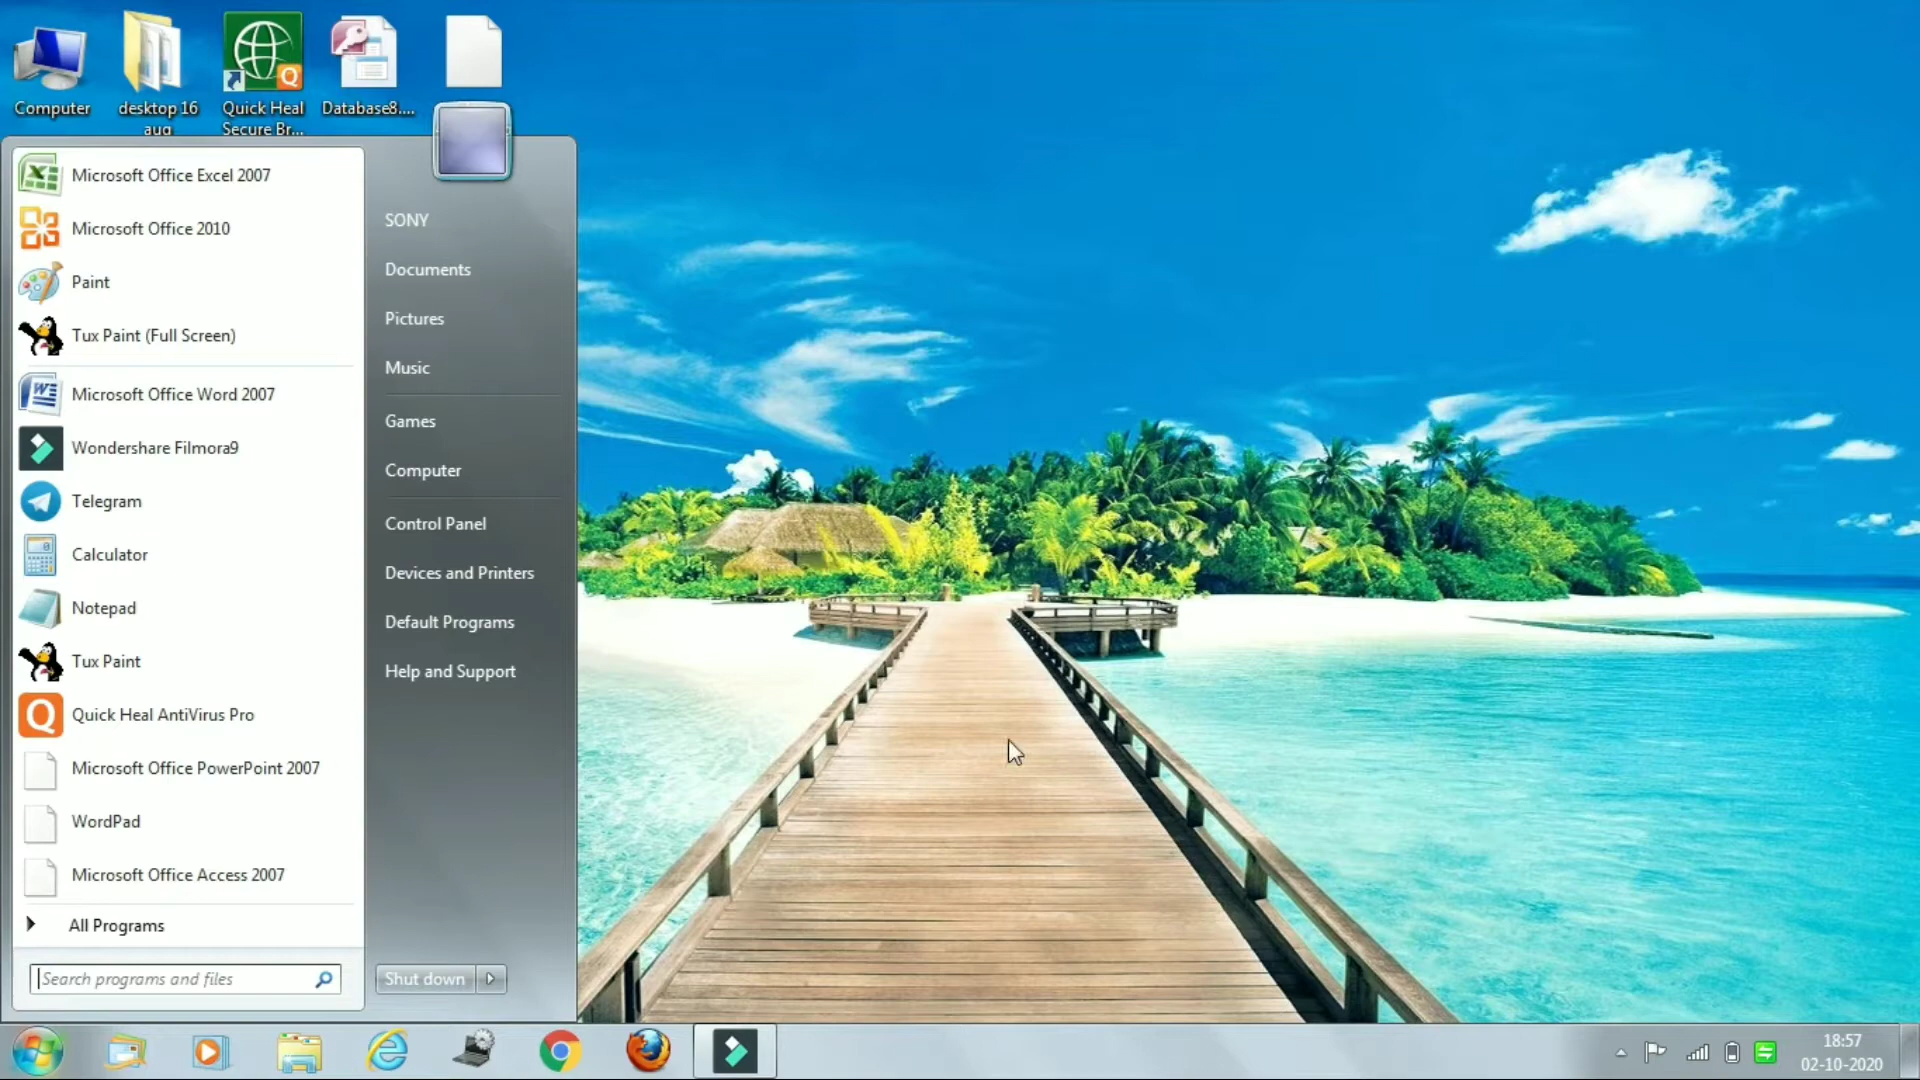 Computer
desktop 16
aug
Quick Heal
Secure Br...
Database8....
Microsoft Office Excel 2007
Microsoft Office 2010
Paint
Tux Paint (Full Screen)
Microsoft Office Word 2007
Wondershare Filmora9
Telegram
Calculator
Notepad
Tux Paint
Quick Heal AntiVirus Pro
Microsoft Office PowerPoint 2007
WordPad
Microsoft Office Access 2007
All Programs
Search programs and files
SONY
Documents
Pictures
Music
Games
Computer
Control Panel
Devices and Printers
Default Programs
Help and Support
Shut down
18:57
02-10-2020